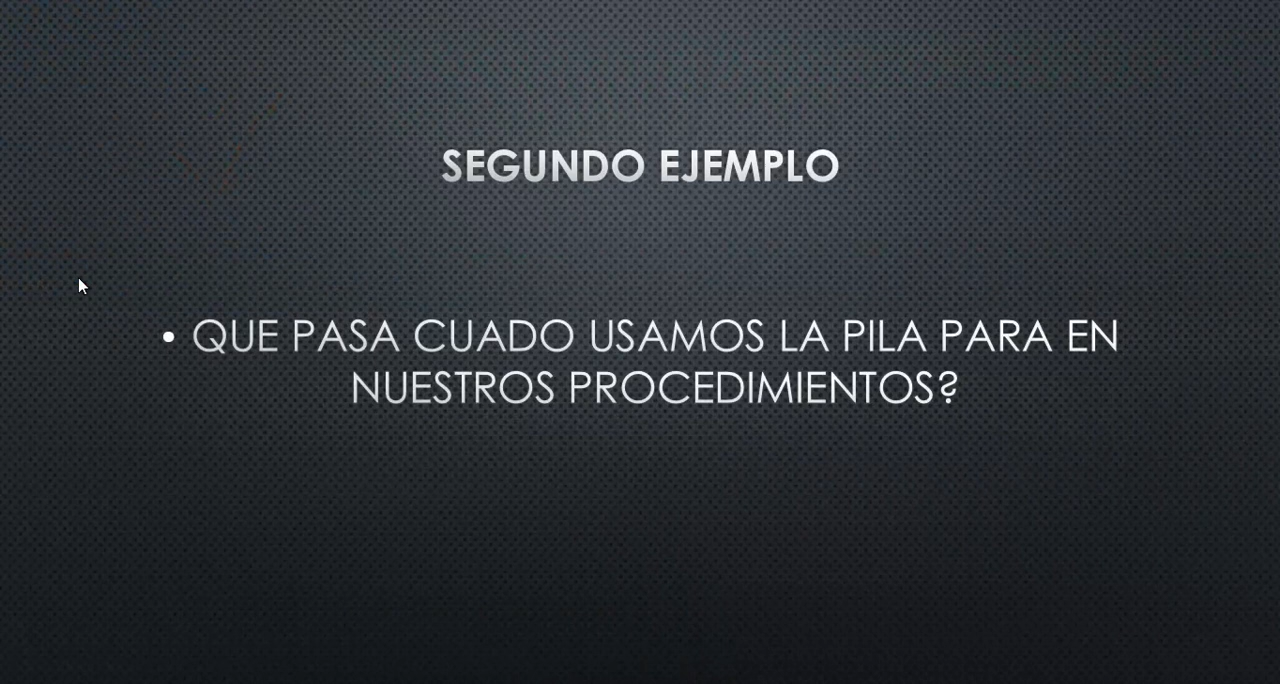 SEGUNDO EJEMPLO
• QUE PASA CUADO USAMOS LA PILA PARA EN
NUESTROS PROCEDIMIENTOS?